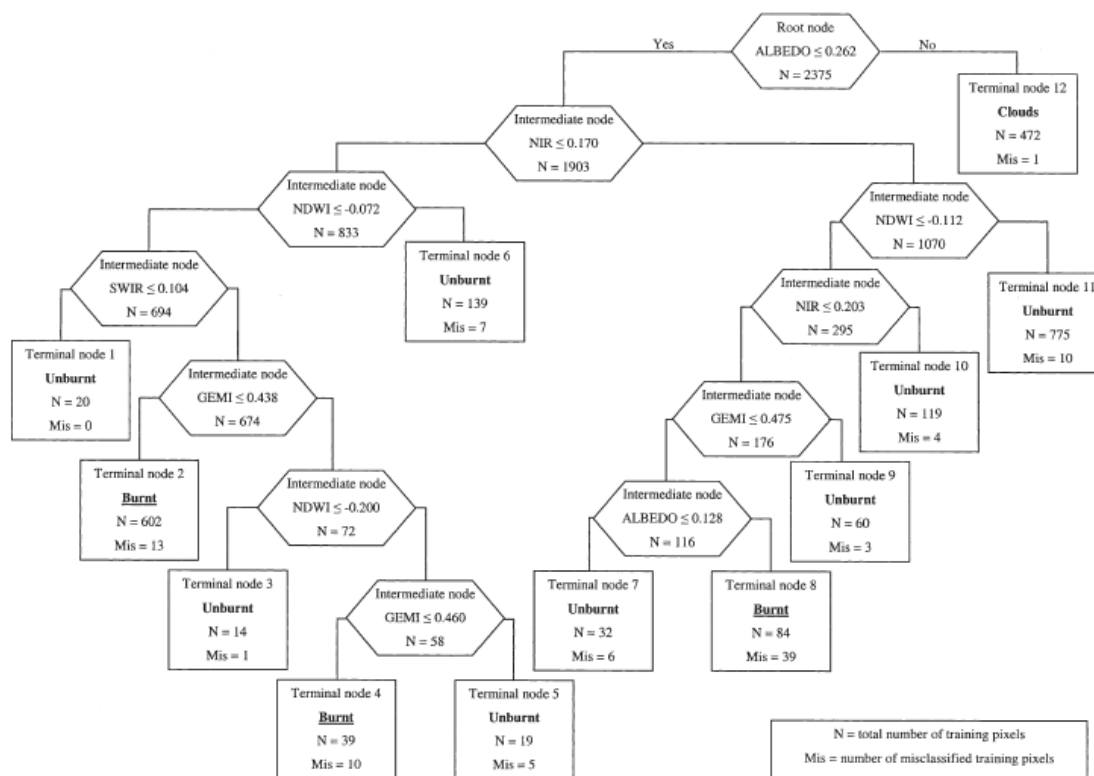 Root node
ALBEDO ≤ 0.262
N = 2375
Yes
No
Terminal node 12
Clouds
N = 472
Mis = 1
Intermediate node
NIR ≤ 0.170
N = 1903
Intermediate node
NDWI ≤ -0.072
N = 833
Intermediate node
NDWI ≤ -0.112
N = 1070
Terminal node 6
Unburnt
N = 139
Mis = 7
Intermediate node
SWIR ≤ 0.104
N = 694
Intermediate node
NIR ≤ 0.203
N = 295
Terminal node 11
Unburnt
N = 775
Mis = 10
Terminal node 1
Unburnt
N = 20
Mis = 0
Intermediate node
GEMI ≤ 0.438
N = 674
Intermediate node
GEMI ≤ 0.475
N = 176
Terminal node 10
Unburnt
N = 119
Mis = 4
Terminal node 2
Burnt
N = 602
Mis = 13
Intermediate node
NDWI ≤ -0.200
N = 72
Intermediate node
ALBEDO ≤ 0.128
N = 116
Terminal node 9
Unburnt
N = 60
Mis = 3
Terminal node 3
Unburnt
N = 14
Mis = 1
Intermediate node
GEMI ≤ 0.460
N = 58
Terminal node 7
Unburnt
N = 32
Mis = 6
Terminal node 8
Burnt
N = 84
Mis = 39
Terminal node 4
Burnt
N = 39
Mis = 10
Terminal node 5
Unburnt
N = 19
Mis = 5
N = total number of training pixels
Mis = number of misclassified training pixels